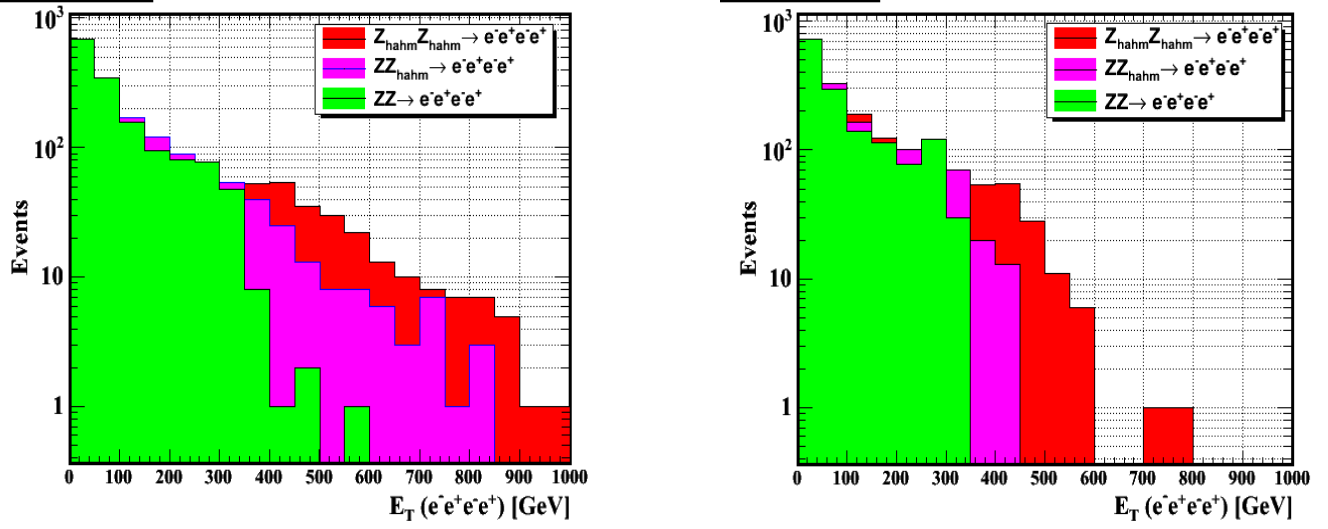 10³
10²
10
1
Events
Z_hahm Z_hahm → e⁻e⁺e⁻e⁺
ZZ_hahm → e⁻e⁺e⁻e⁺
ZZ → e⁻e⁺e⁻e⁺
0 100 200 300 400 500 600 700 800 900 1000
E_T (e⁻e⁺e⁻e⁺) [GeV]
10³
10²
10
1
Events
Z_hahm Z_hahm → e⁻e⁺e⁻e⁺
ZZ_hahm → e⁻e⁺e⁻e⁺
ZZ → e⁻e⁺e⁻e⁺
0 100 200 300 400 500 600 700 800 900 1000
E_T (e⁻e⁺e⁻e⁺) [GeV]